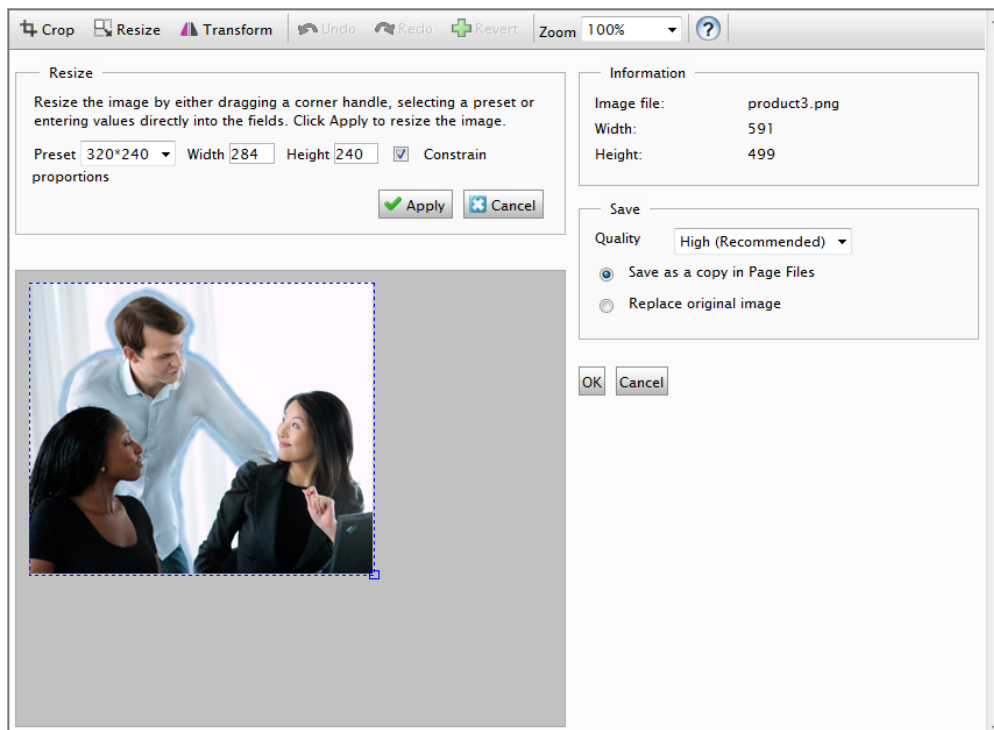 Crop Resize Transform Undo Redo Revert Zoom 100% ?
Resize
Resize the image by either dragging a corner handle, selecting a preset or
entering values directly into the fields. Click Apply to resize the image.
Preset 320*240 Width 284 Height 240 Constrain
proportions
Apply Cancel
Information
Image file: product3.png
Width: 591
Height: 499
Save
Quality High (Recommended)
Save as a copy in Page Files
Replace original image
OK Cancel